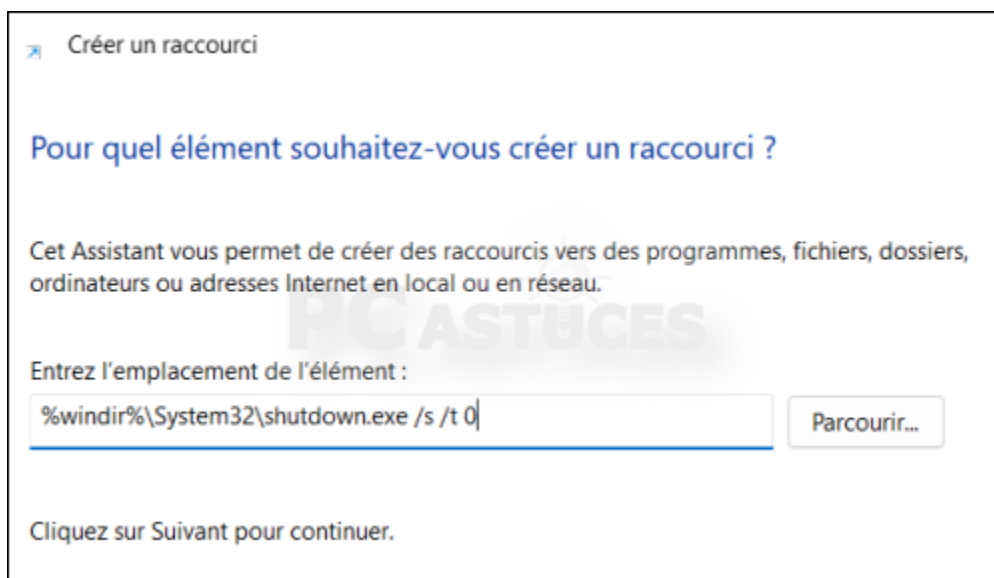 Créer un raccourci
Pour quel élément souhaitez-vous créer un raccourci ?
Cet Assistant vous permet de créer des raccourcis vers des programmes, fichiers, dossiers,
ordinateurs ou adresses Internet en local ou en réseau.
PC ASTUCES
Entrez l'emplacement de l'élément :
%windir%\System32\shutdown.exe /s /t 0
Parcourir...
Cliquez sur Suivant pour continuer.